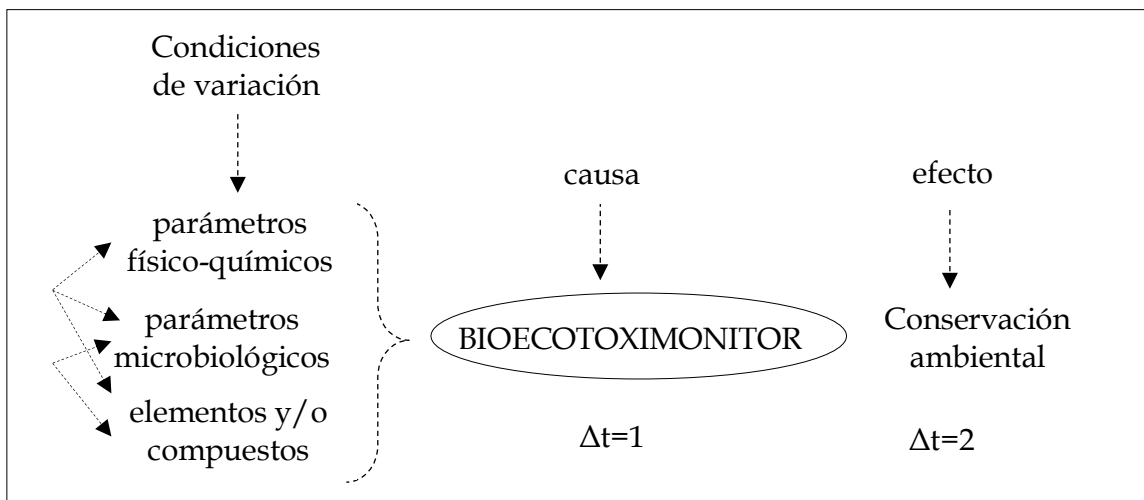 Condiciones
de variación
causa
efecto
parámetros
físico-químicos
parámetros
microbiológicos
elementos y/o
compuestos
BIOECOTOXIMONITOR
Conservación
ambiental
Δt=1
Δt=2